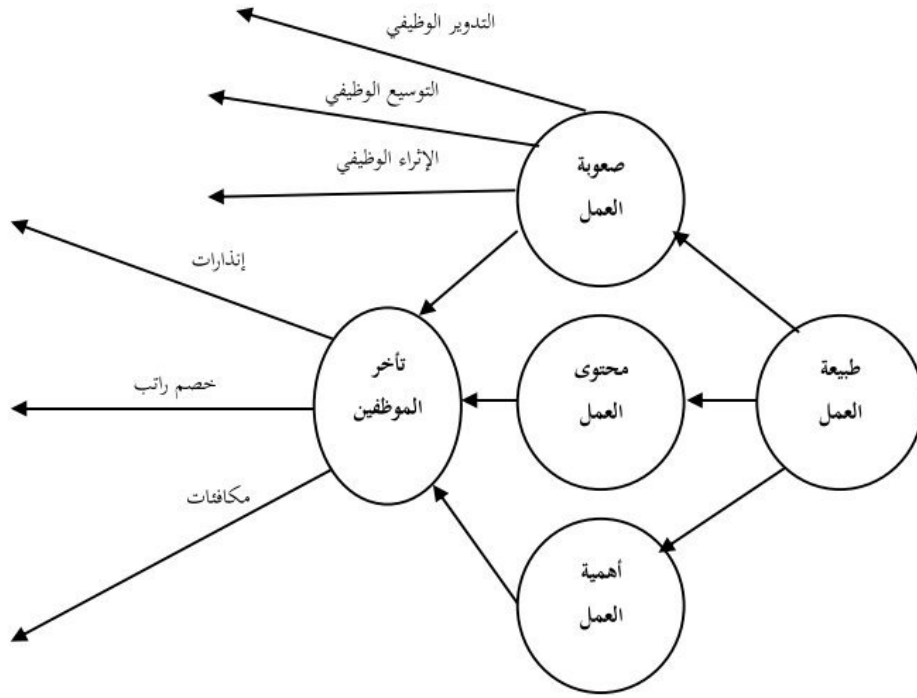 التدوير الوظيفي
التوسيع الوظيفي
الإثراء الوظيفي
صعوبة
العمل
إنذارات
طبيعة
العمل
محتوى
العمل
تأخر
الموظفين
خصم راتب
مكافئات
أهمية
العمل